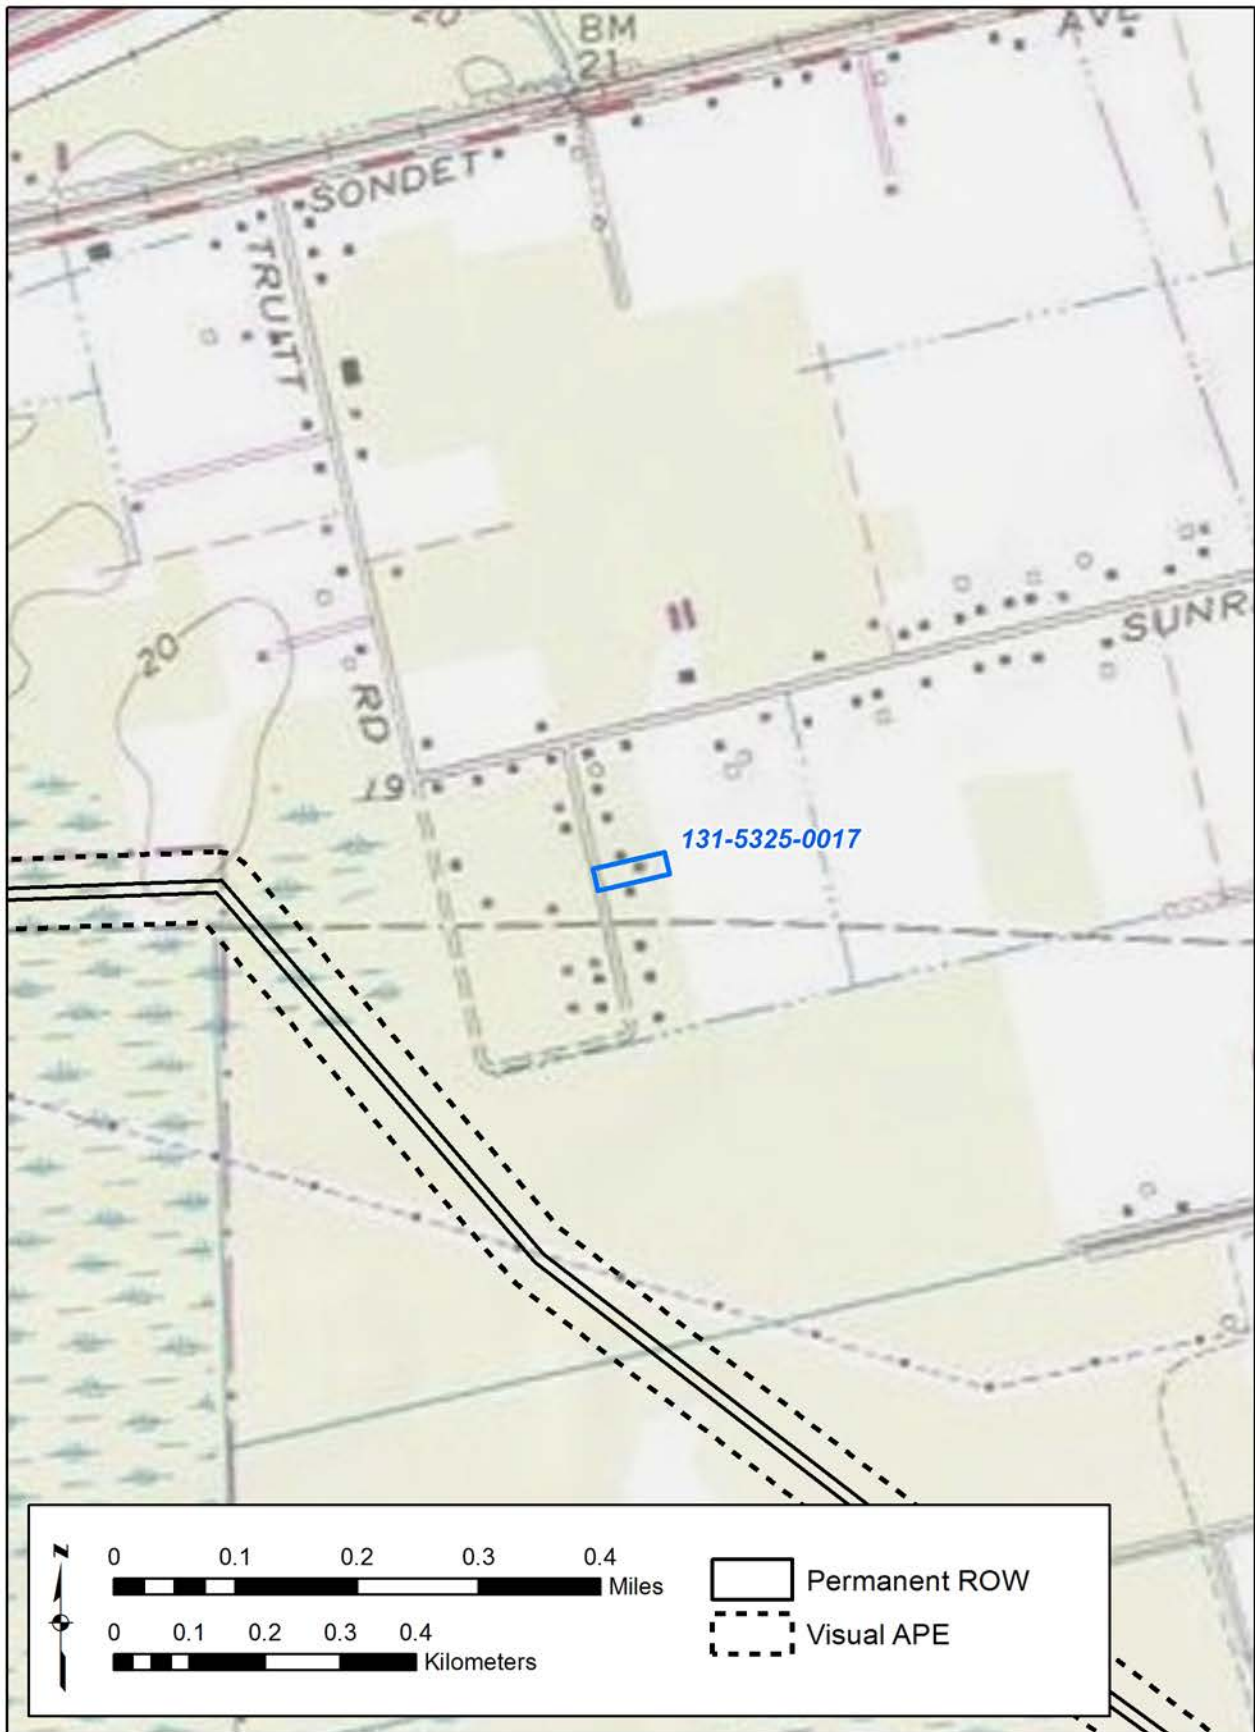 20
BM
21
AVE
SONDET
TRUITT
20
RD
SUNR
19
131-5325-0017
N
0 0.1 0.2 0.3 0.4
Miles
0 0.1 0.2 0.3 0.4
Kilometers
Permanent ROW
Visual APE